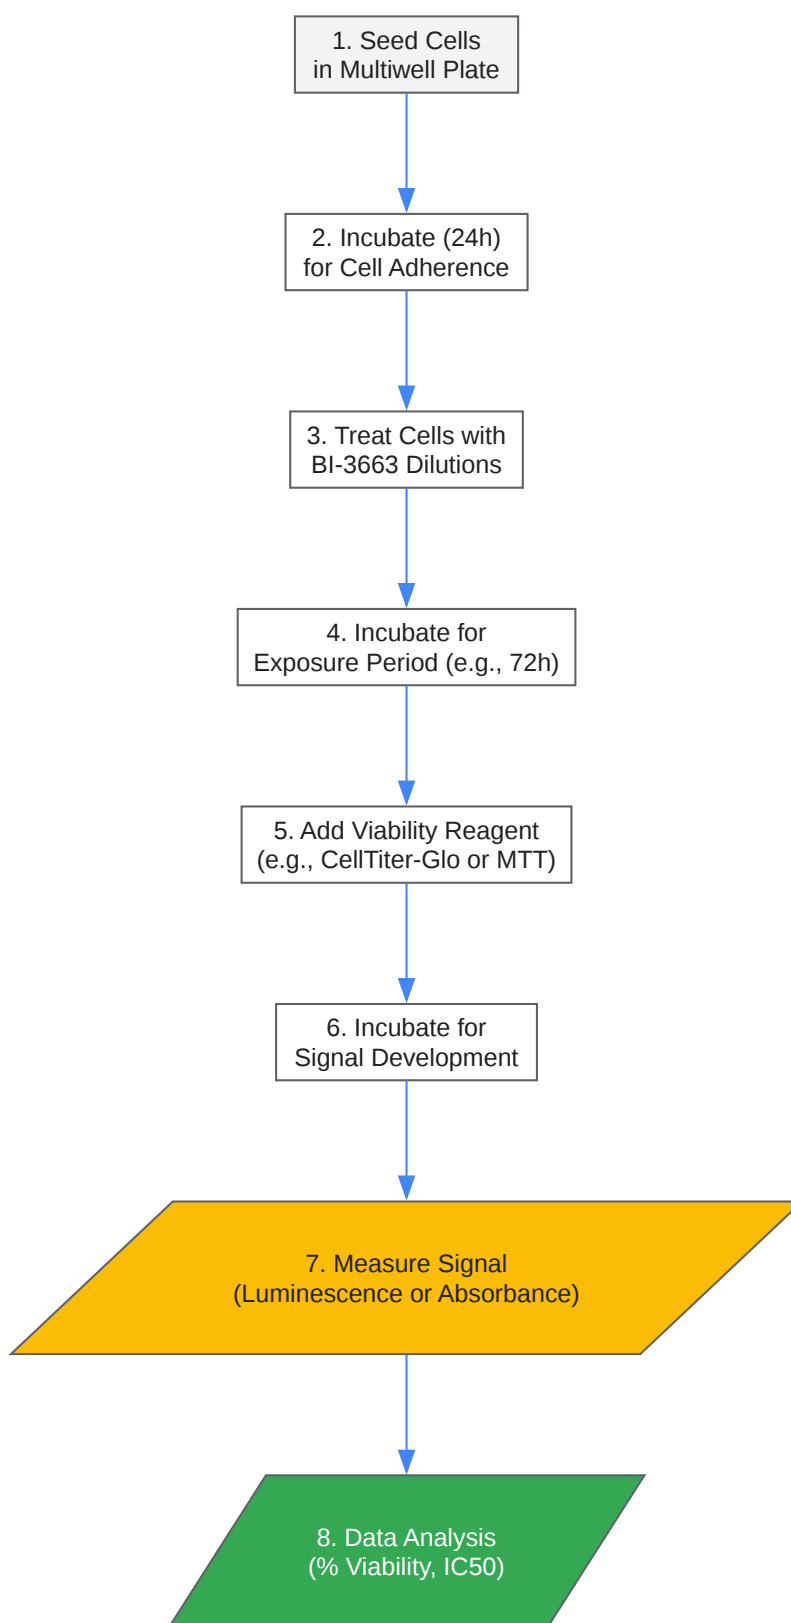 1. Seed Cells
in Multiwell Plate
2. Incubate (24h)
for Cell Adherence
3. Treat Cells with
BI-3663 Dilutions
4. Incubate for
Exposure Period (e.g., 72h)
5. Add Viability Reagent
(e.g., CellTiter-Glo or MTT)
6. Incubate for
Signal Development
7. Measure Signal
(Luminescence or Absorbance)
8. Data Analysis
(% Viability, IC50)